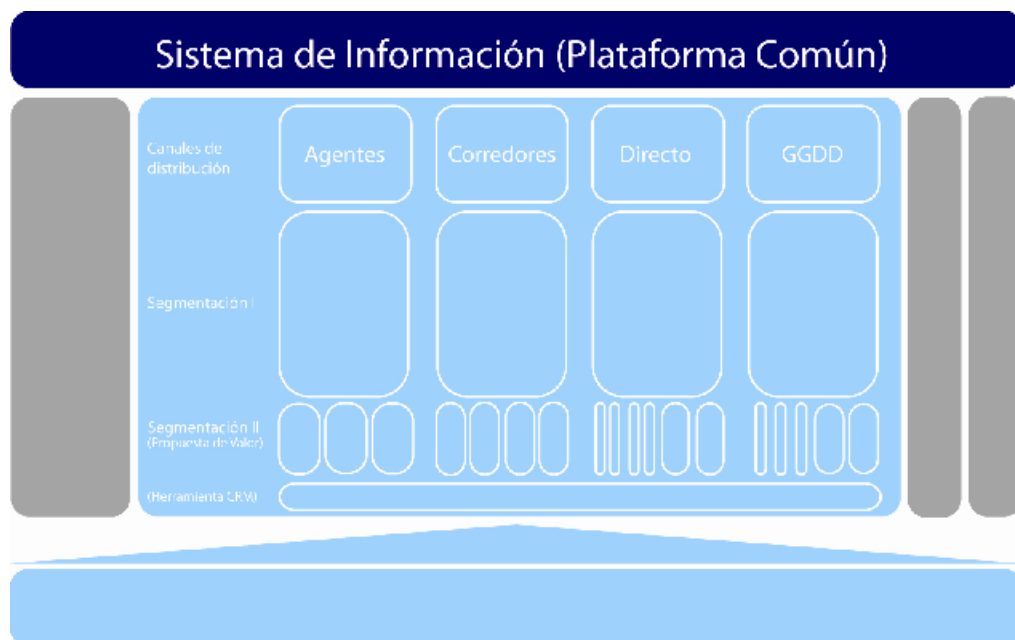 Sistema de Información (Plataforma Común)
Canales de
distribución
Agentes
Corredores
Directo
GGDD
Segmentación I
Segmentación II
(Propuesta de Valor)
(Herramienta CRM)